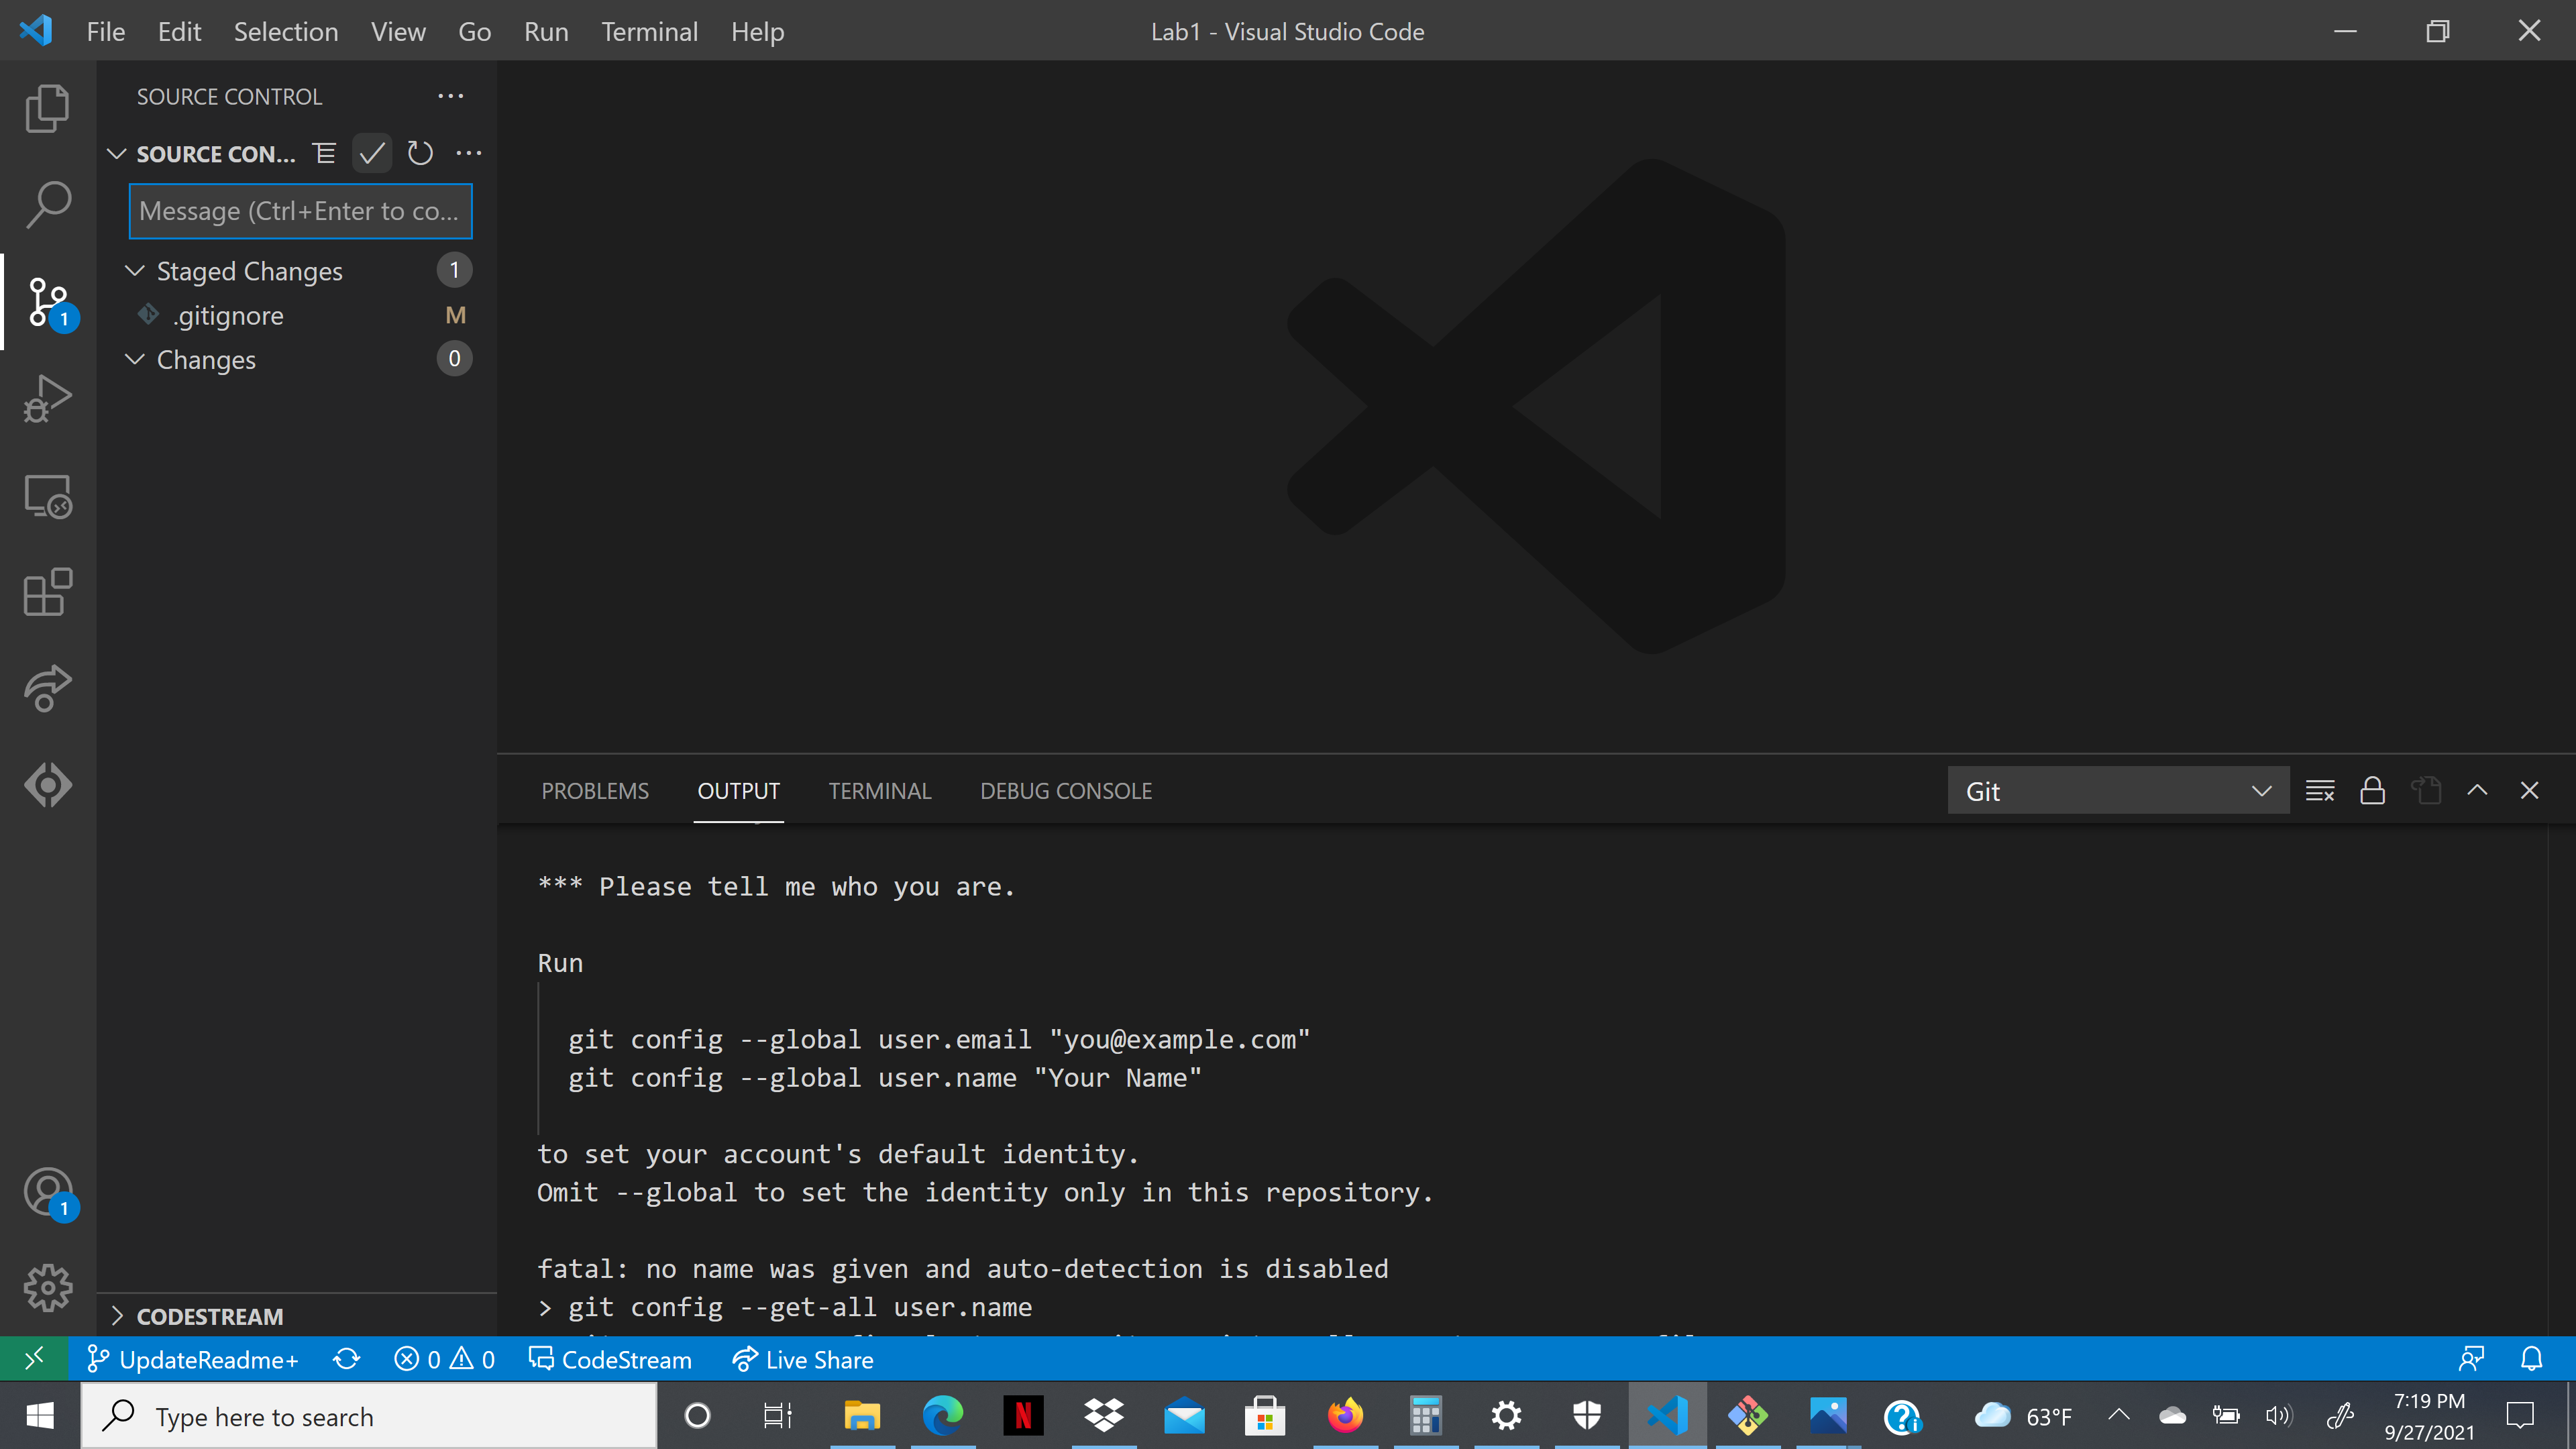 File Edit Selection View Go Run Terminal Help
Lab1 - Visual Studio Code
SOURCE CONTROL
SOURCE CON...
Message (Ctrl+Enter to co...
Staged Changes 1
.gitignore M
Changes 0
1
PROBLEMS OUTPUT TERMINAL DEBUG CONSOLE
Git
*** Please tell me who you are.
Run
git config --global user.email "you@example.com"
git config --global user.name "Your Name"
to set your account's default identity.
Omit --global to set the identity only in this repository.
fatal: no name was given and auto-detection is disabled
> git config --get-all user.name
1
CODESTREAM
UpdateReadme+ 0 0 CodeStream Live Share
Type here to search
N
63°F
7:19 PM
9/27/2021